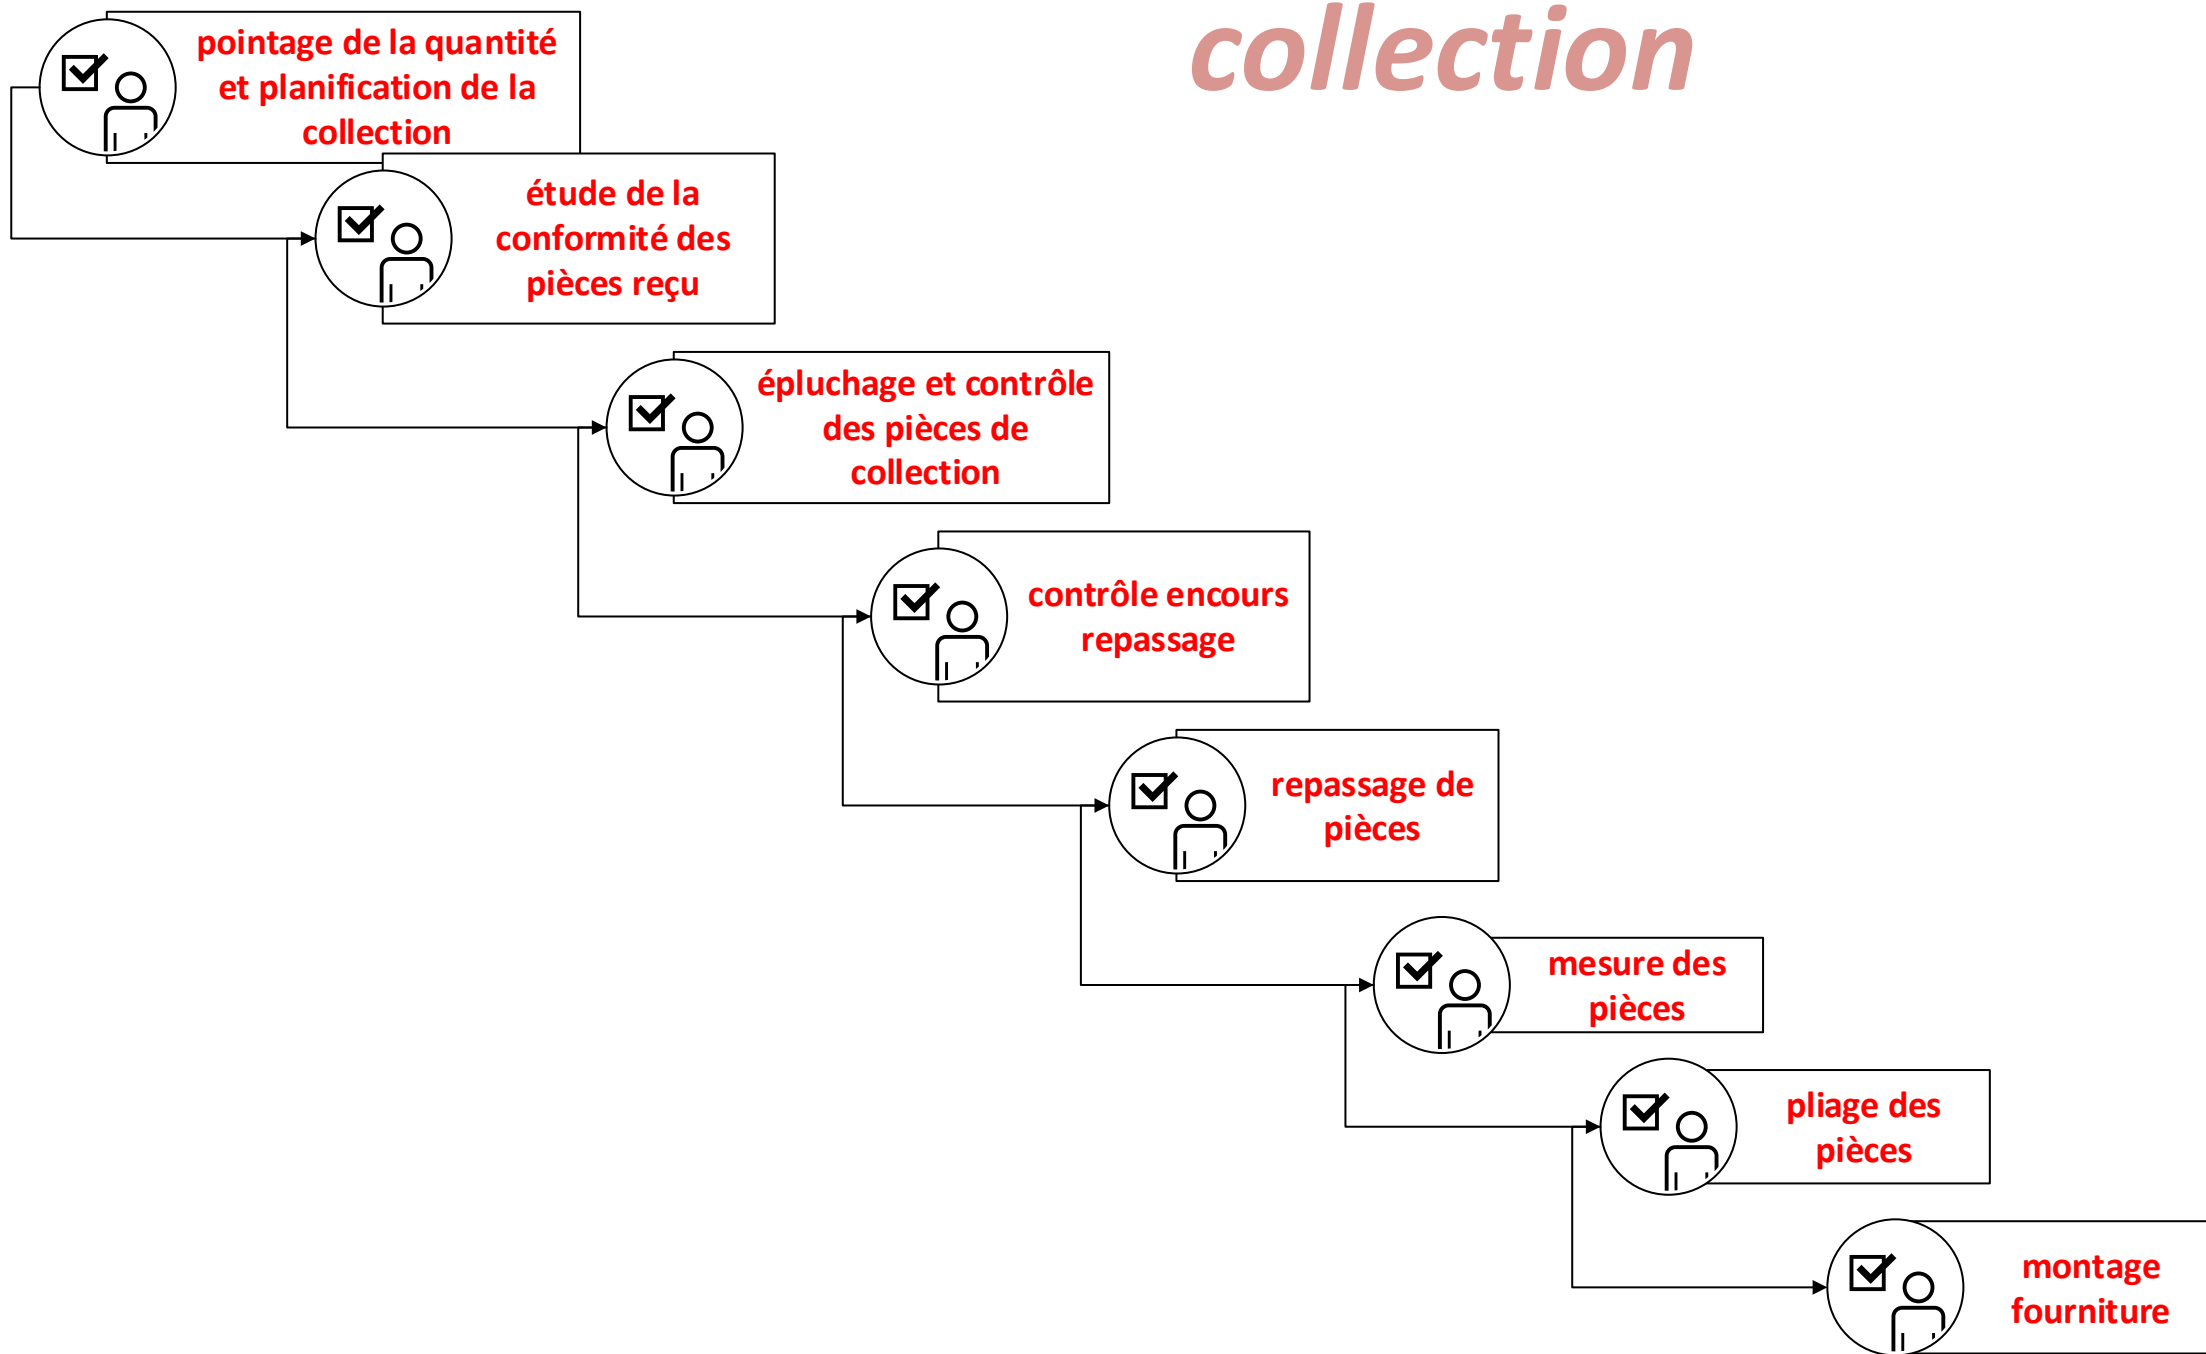 collection
pointage de la quantité
et planification de la
collection
étude de la
conformité des
pièces reçu
épluchage et contrôle
des pièces de
collection
contrôle encours
repassage
repassage de
pièces
mesure des
pièces
pliage des
pièces
montage
fourniture